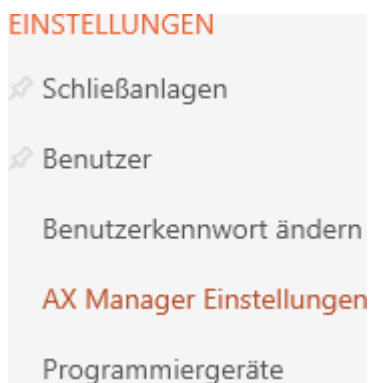 EINSTELLUNGEN
Schließanlagen
Benutzer
Benutzerkennwort ändern
AX Manager Einstellungen
Programmiergeräte